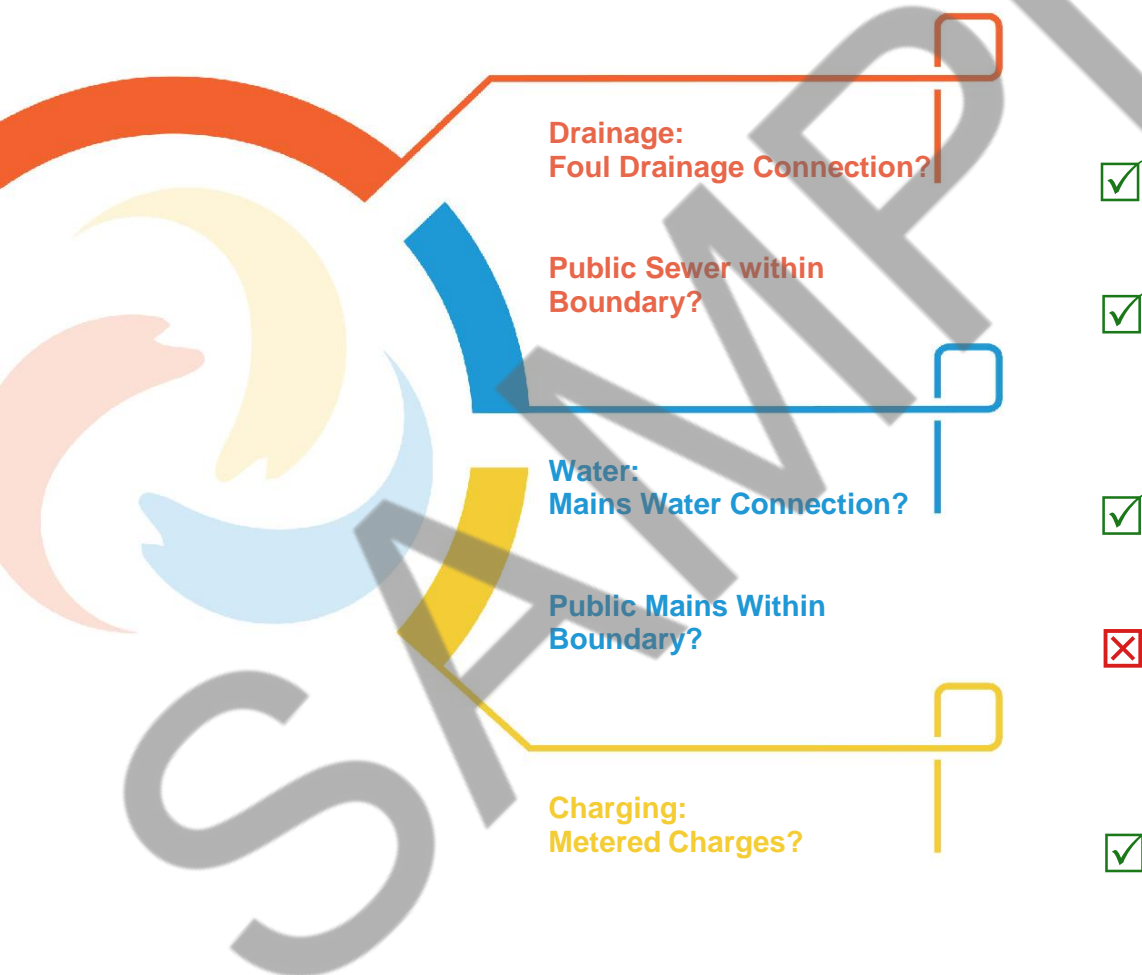 Drainage:
Foul Drainage Connection?
Public Sewer within
Boundary?
Water:
Mains Water Connection?
Public Mains Within
Boundary?
Charging:
Metered Charges?
SAMP